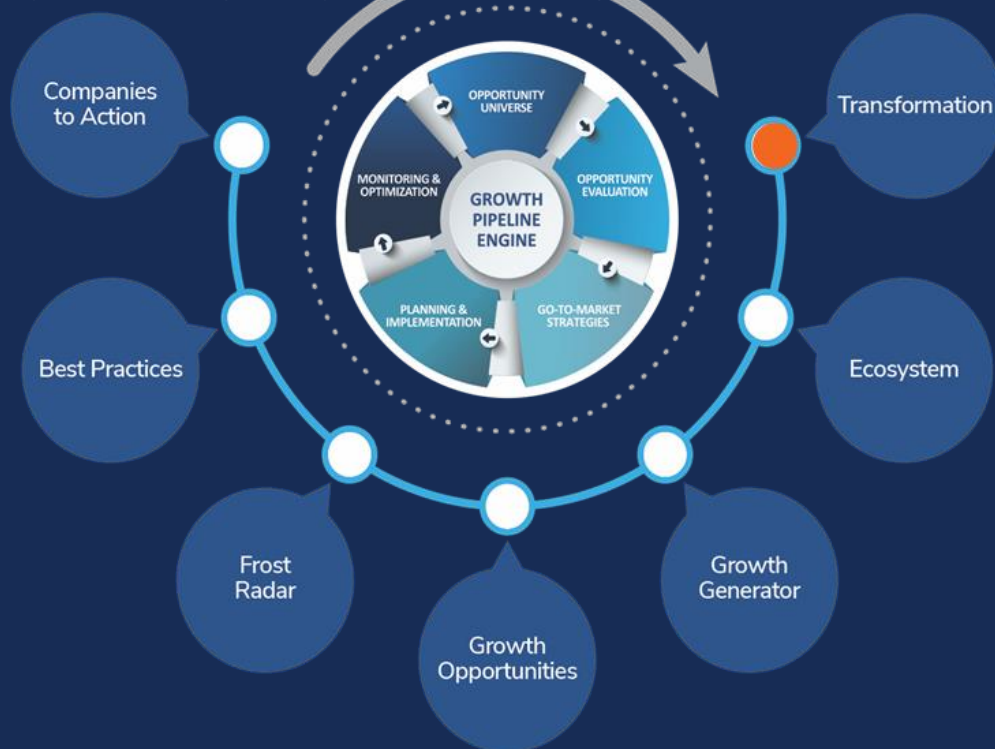 Companies
to Action
Transformation
OPPORTUNITY
UNIVERSE
MONITORING &
OPTIMIZATION
OPPORTUNITY
EVALUATION
GROWTH
PIPELINE
ENGINE
PLANNING &
IMPLEMENTATION
GO-TO-MARKET
STRATEGIES
Best Practices
Ecosystem
Frost
Radar
Growth
Generator
Growth
Opportunities